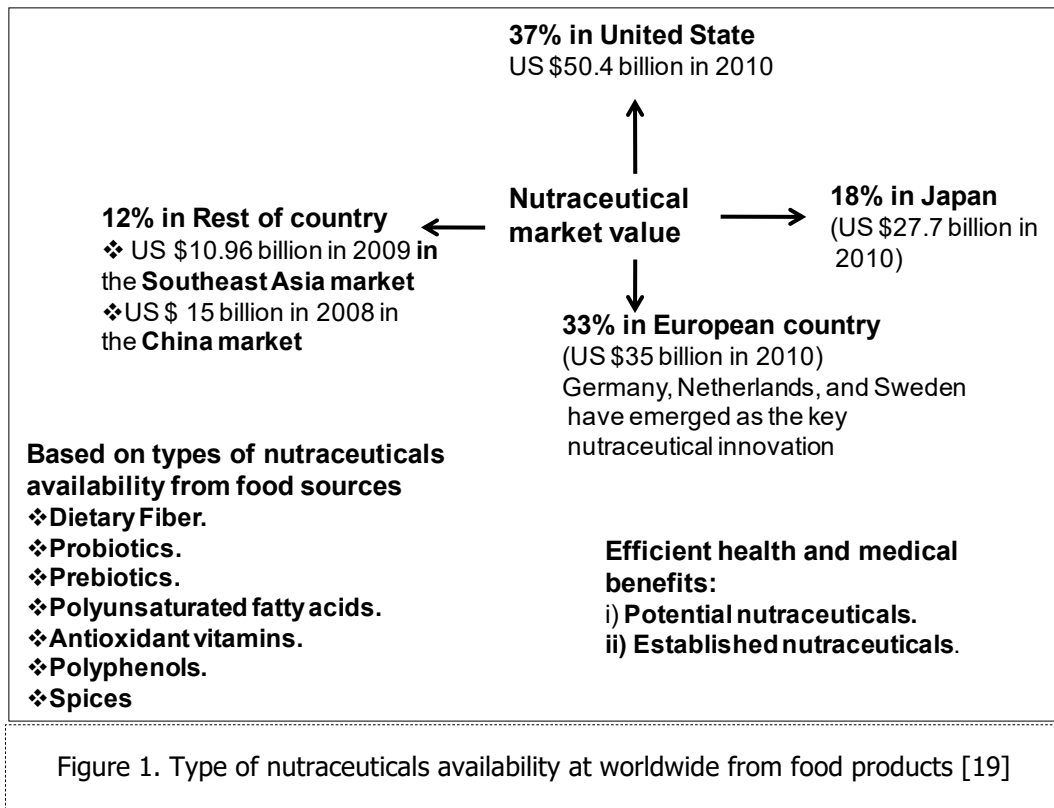 37% in United State
US $50.4 billion in 2010
Nutraceutical
market value
18% in Japan
(US $27.7 billion in
2010)
12% in Rest of country
❖ US $10.96 billion in 2009 in
the Southeast Asia market
❖US $ 15 billion in 2008 in
the China market
33% in European country
(US $35 billion in 2010)
Germany, Netherlands, and Sweden
have emerged as the key
nutraceutical innovation
Based on types of nutraceuticals
availability from food sources
❖Dietary Fiber.
❖Probiotics.
❖Prebiotics.
❖Polyunsaturated fatty acids.
❖Antioxidant vitamins.
❖Polyphenols.
❖Spices
Efficient health and medical
benefits:
i) Potential nutraceuticals.
ii) Established nutraceuticals.
Figure 1. Type of nutraceuticals availability at worldwide from food products [19]